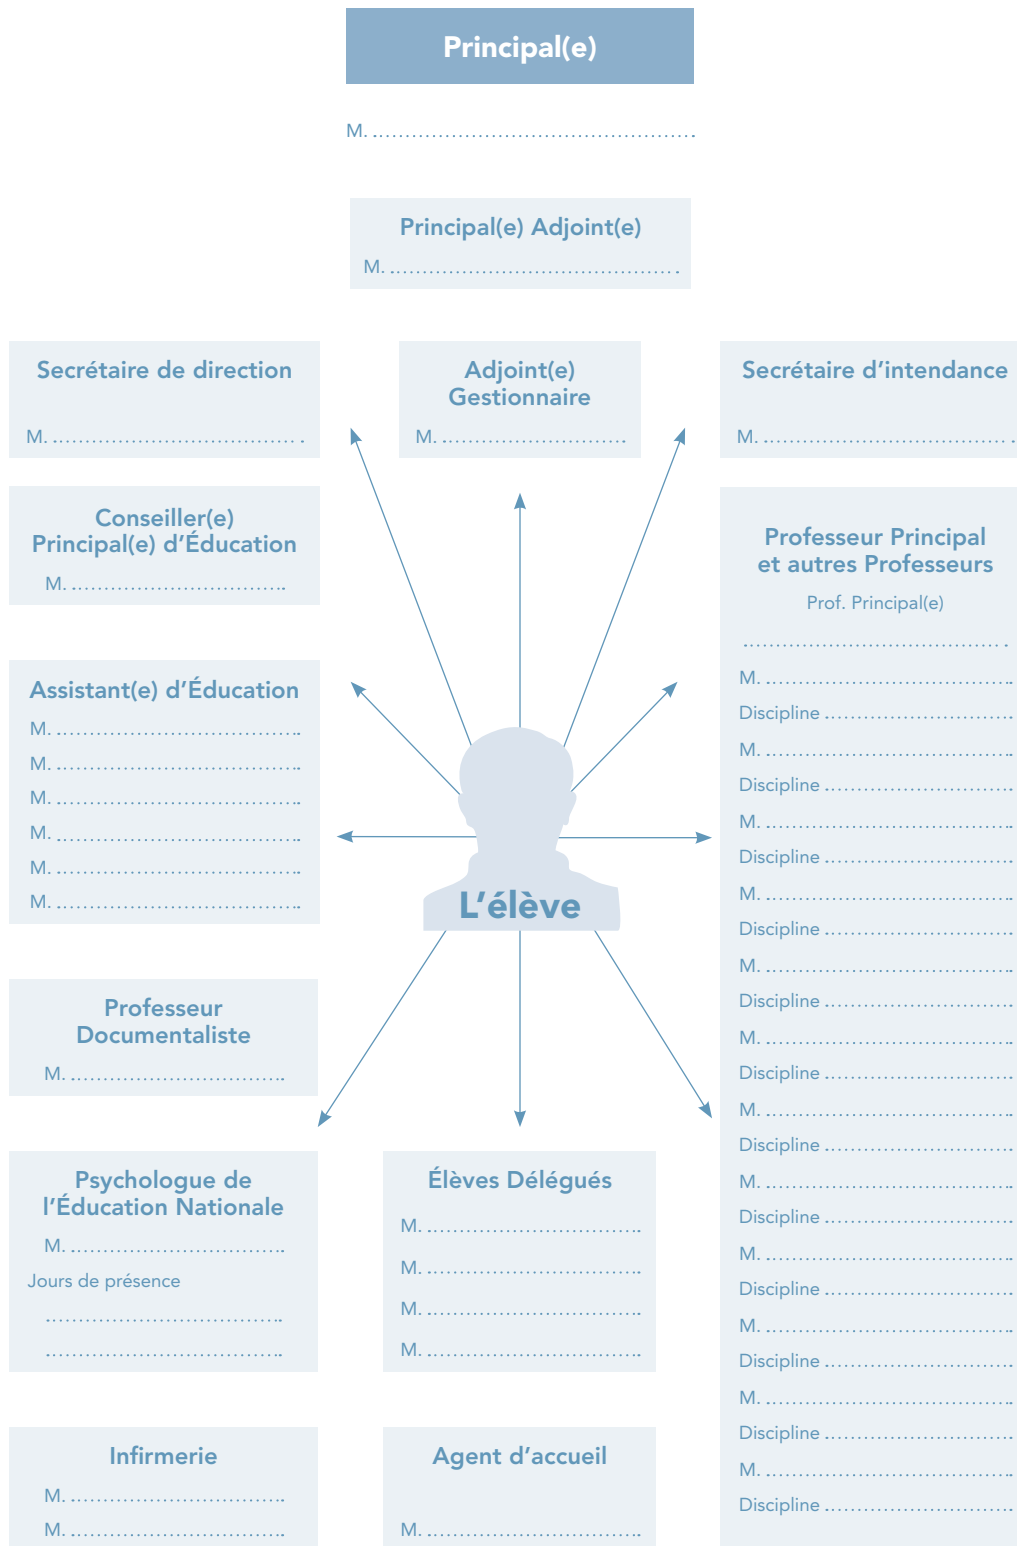 Principal(e)
M. ................................................
Principal(e) Adjoint(e)
M. ........................................... .
Secrétaire de direction
M. ..................................... .
Adjoint(e)
Gestionnaire
M. ............................
Secrétaire d'intendance
M. ..................................... .
Conseiller(e)
Principal(e) d'Éducation
M. .................................
Assistant(e) d'Éducation
M. .....................................
M. .....................................
M. .....................................
M. .....................................
M. .....................................
M. .....................................
L'élève
Professeur
Documentaliste
M. .................................
Psychologue de
l'Éducation Nationale
M. .................................
Jours de présence
....................................
....................................
Infirmerie
M. .................................
M. .................................
Élèves Délégués
M. .................................
M. .................................
M. .................................
M. .................................
Agent d'accueil
M. .................................
Professeur Principal
et autres Professeurs
Prof. Principal(e)
....................................... .
M. .....................................
Discipline .............................
M. .....................................
Discipline .............................
M. .....................................
Discipline .............................
M. .....................................
Discipline .............................
M. .....................................
Discipline .............................
M. .....................................
Discipline .............................
M. .....................................
Discipline .............................
M. .....................................
Discipline .............................
M. .....................................
Discipline .............................
M. .....................................
Discipline .............................
M. .....................................
Discipline .............................
M. .....................................
Discipline .............................